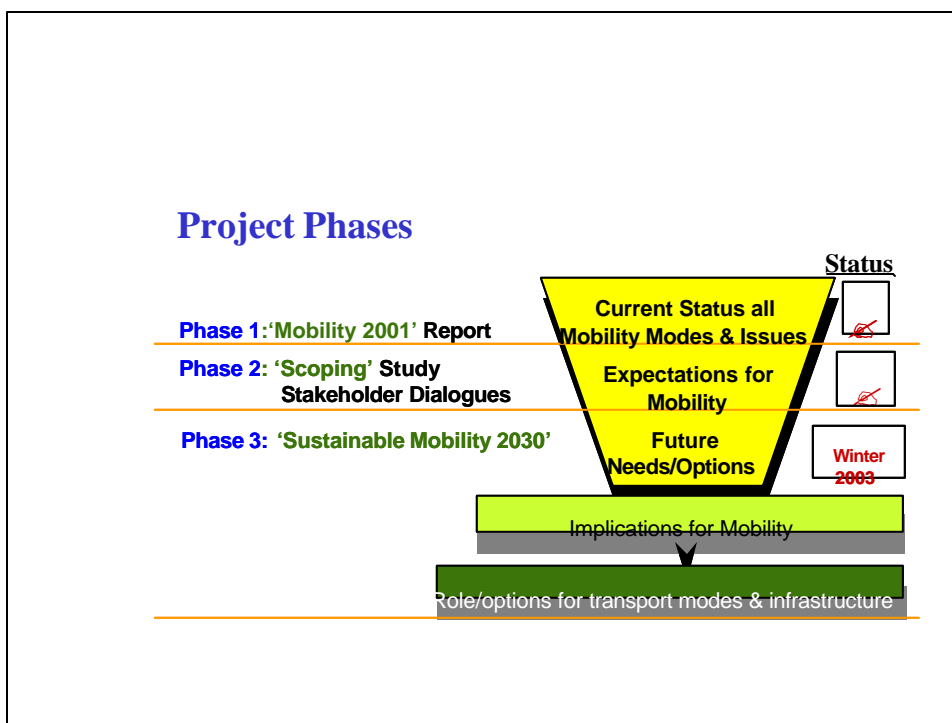 Project Phases
Status
Phase 1:‘Mobility 2001’ Report
Current Status all
Mobility Modes & Issues
Phase 2: ‘Scoping’ Study
Stakeholder Dialogues
Expectations for
Mobility
Phase 3: ‘Sustainable Mobility 2030’
Future
Needs/Options
Winter
2003
Implications for Mobility
Role/options for transport modes & infrastructure